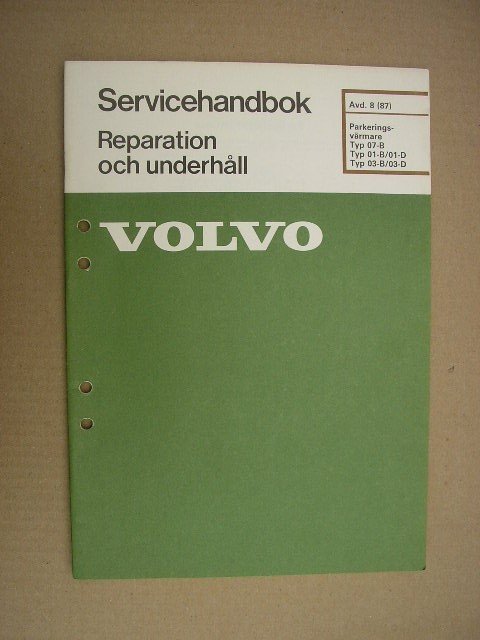 Servicehandbok
Reparation
och underhåll
Avd. 8 (87)
Parkerings-
värmare
Typ 07-B
Typ 01-B/01-D
Typ 03-B/03-D
VOLVO